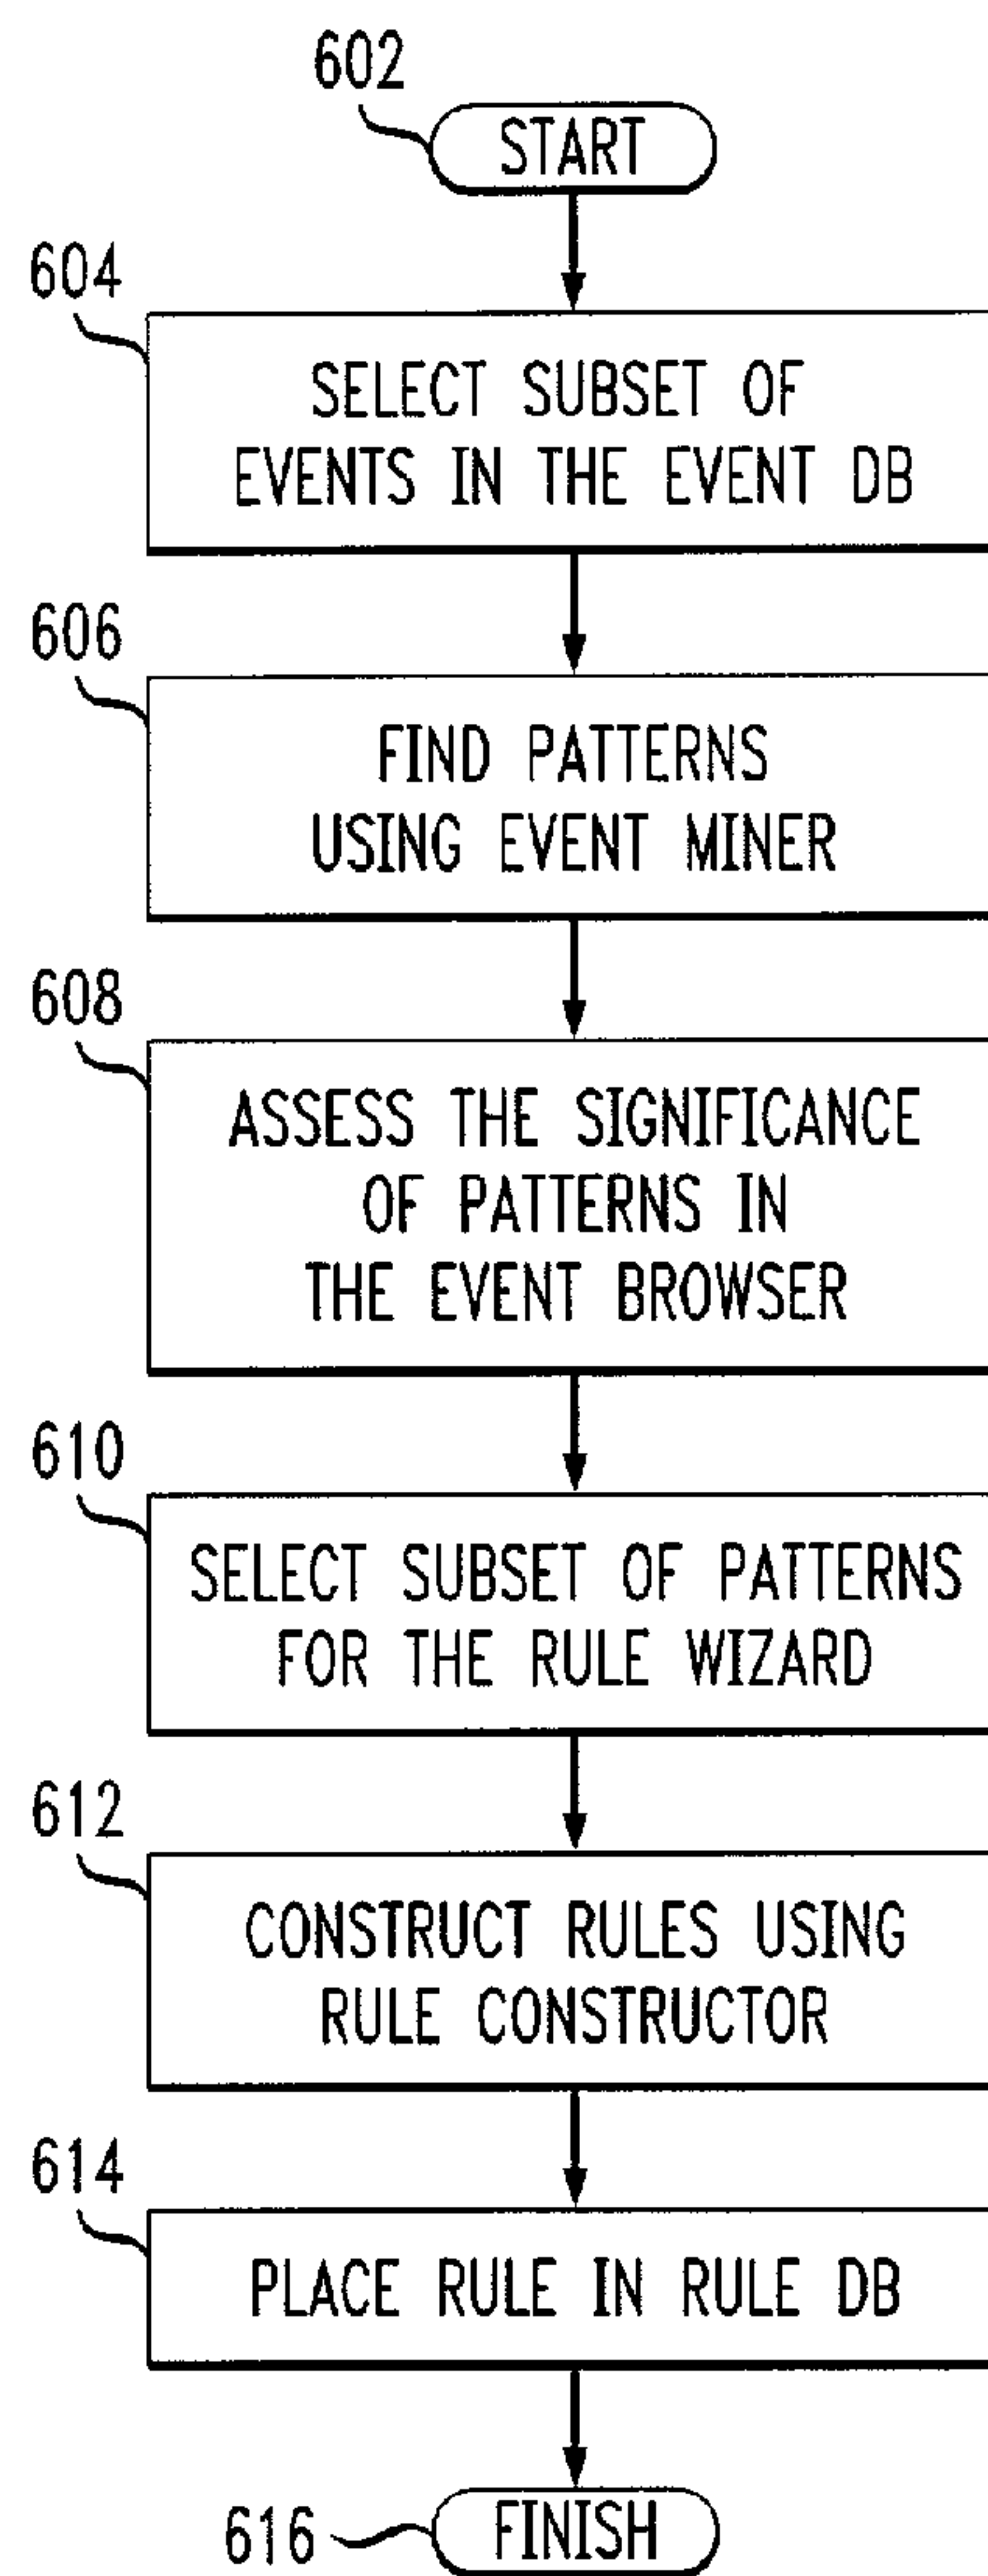 602
START
604
SELECT SUBSET OF
EVENTS IN THE EVENT DB
606
FIND PATTERNS
USING EVENT MINER
608
ASSESS THE SIGNIFICANCE
OF PATTERNS IN
THE EVENT BROWSER
610
SELECT SUBSET OF PATTERNS
FOR THE RULE WIZARD
612
CONSTRUCT RULES USING
RULE CONSTRUCTOR
614
PLACE RULE IN RULE DB
616
FINISH